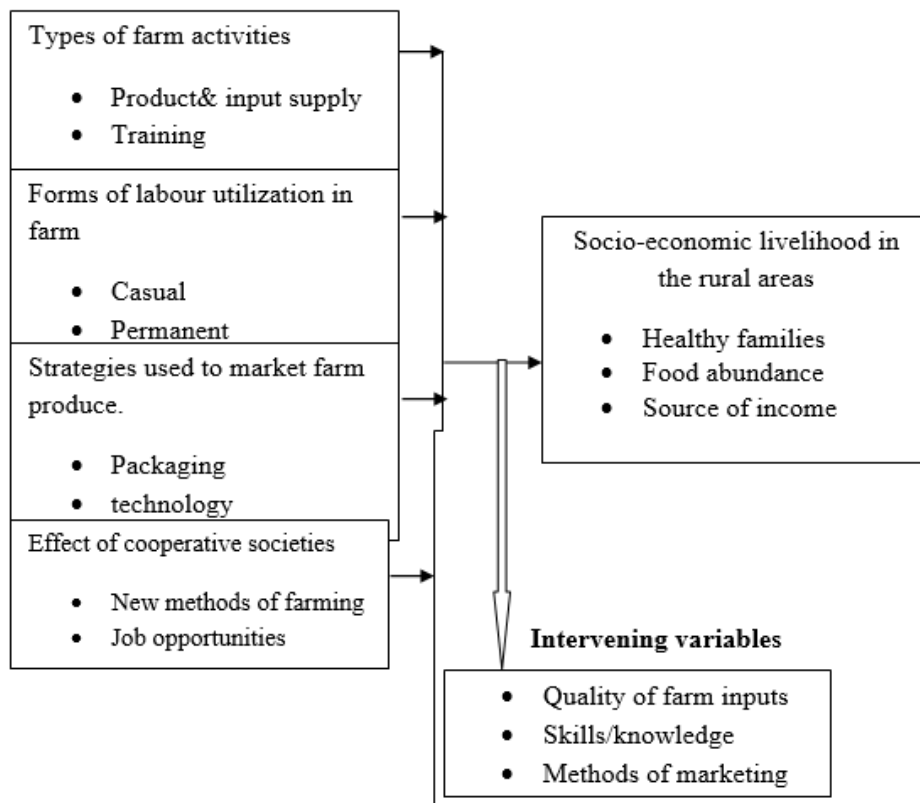 Types of farm activities
• Product& input supply
• Training
Forms of labour utilization in
farm
• Casual
• Permanent
Strategies used to market farm
produce.
• Packaging
• technology
Effect of cooperative societies
• New methods of farming
• Job opportunities
Socio-economic livelihood in
the rural areas
• Healthy families
• Food abundance
• Source of income
Intervening variables
• Quality of farm inputs
• Skills/knowledge
• Methods of marketing